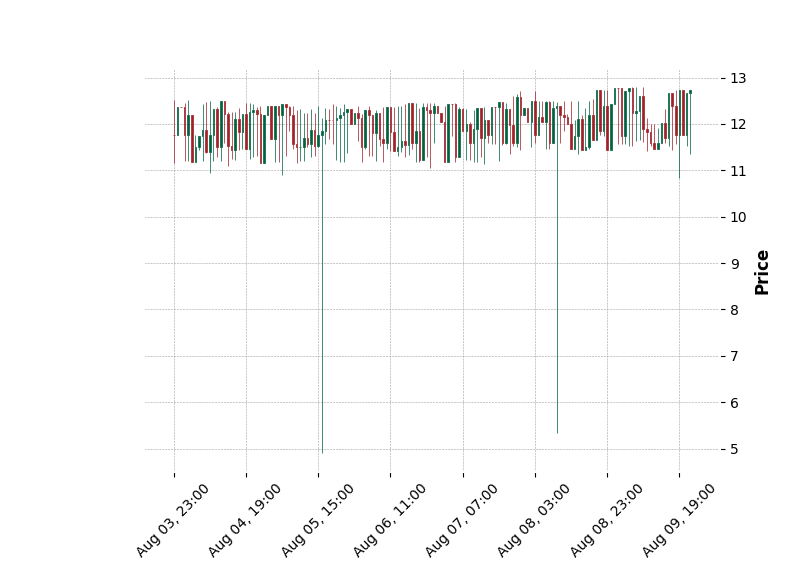 13
12
11
10
9
8
7
6
5
Price
Aug 03, 23:00
Aug 04, 19:00
Aug 05, 15:00
Aug 06, 11:00
Aug 07, 07:00
Aug 08, 03:00
Aug 08, 23:00
Aug 09, 19:00